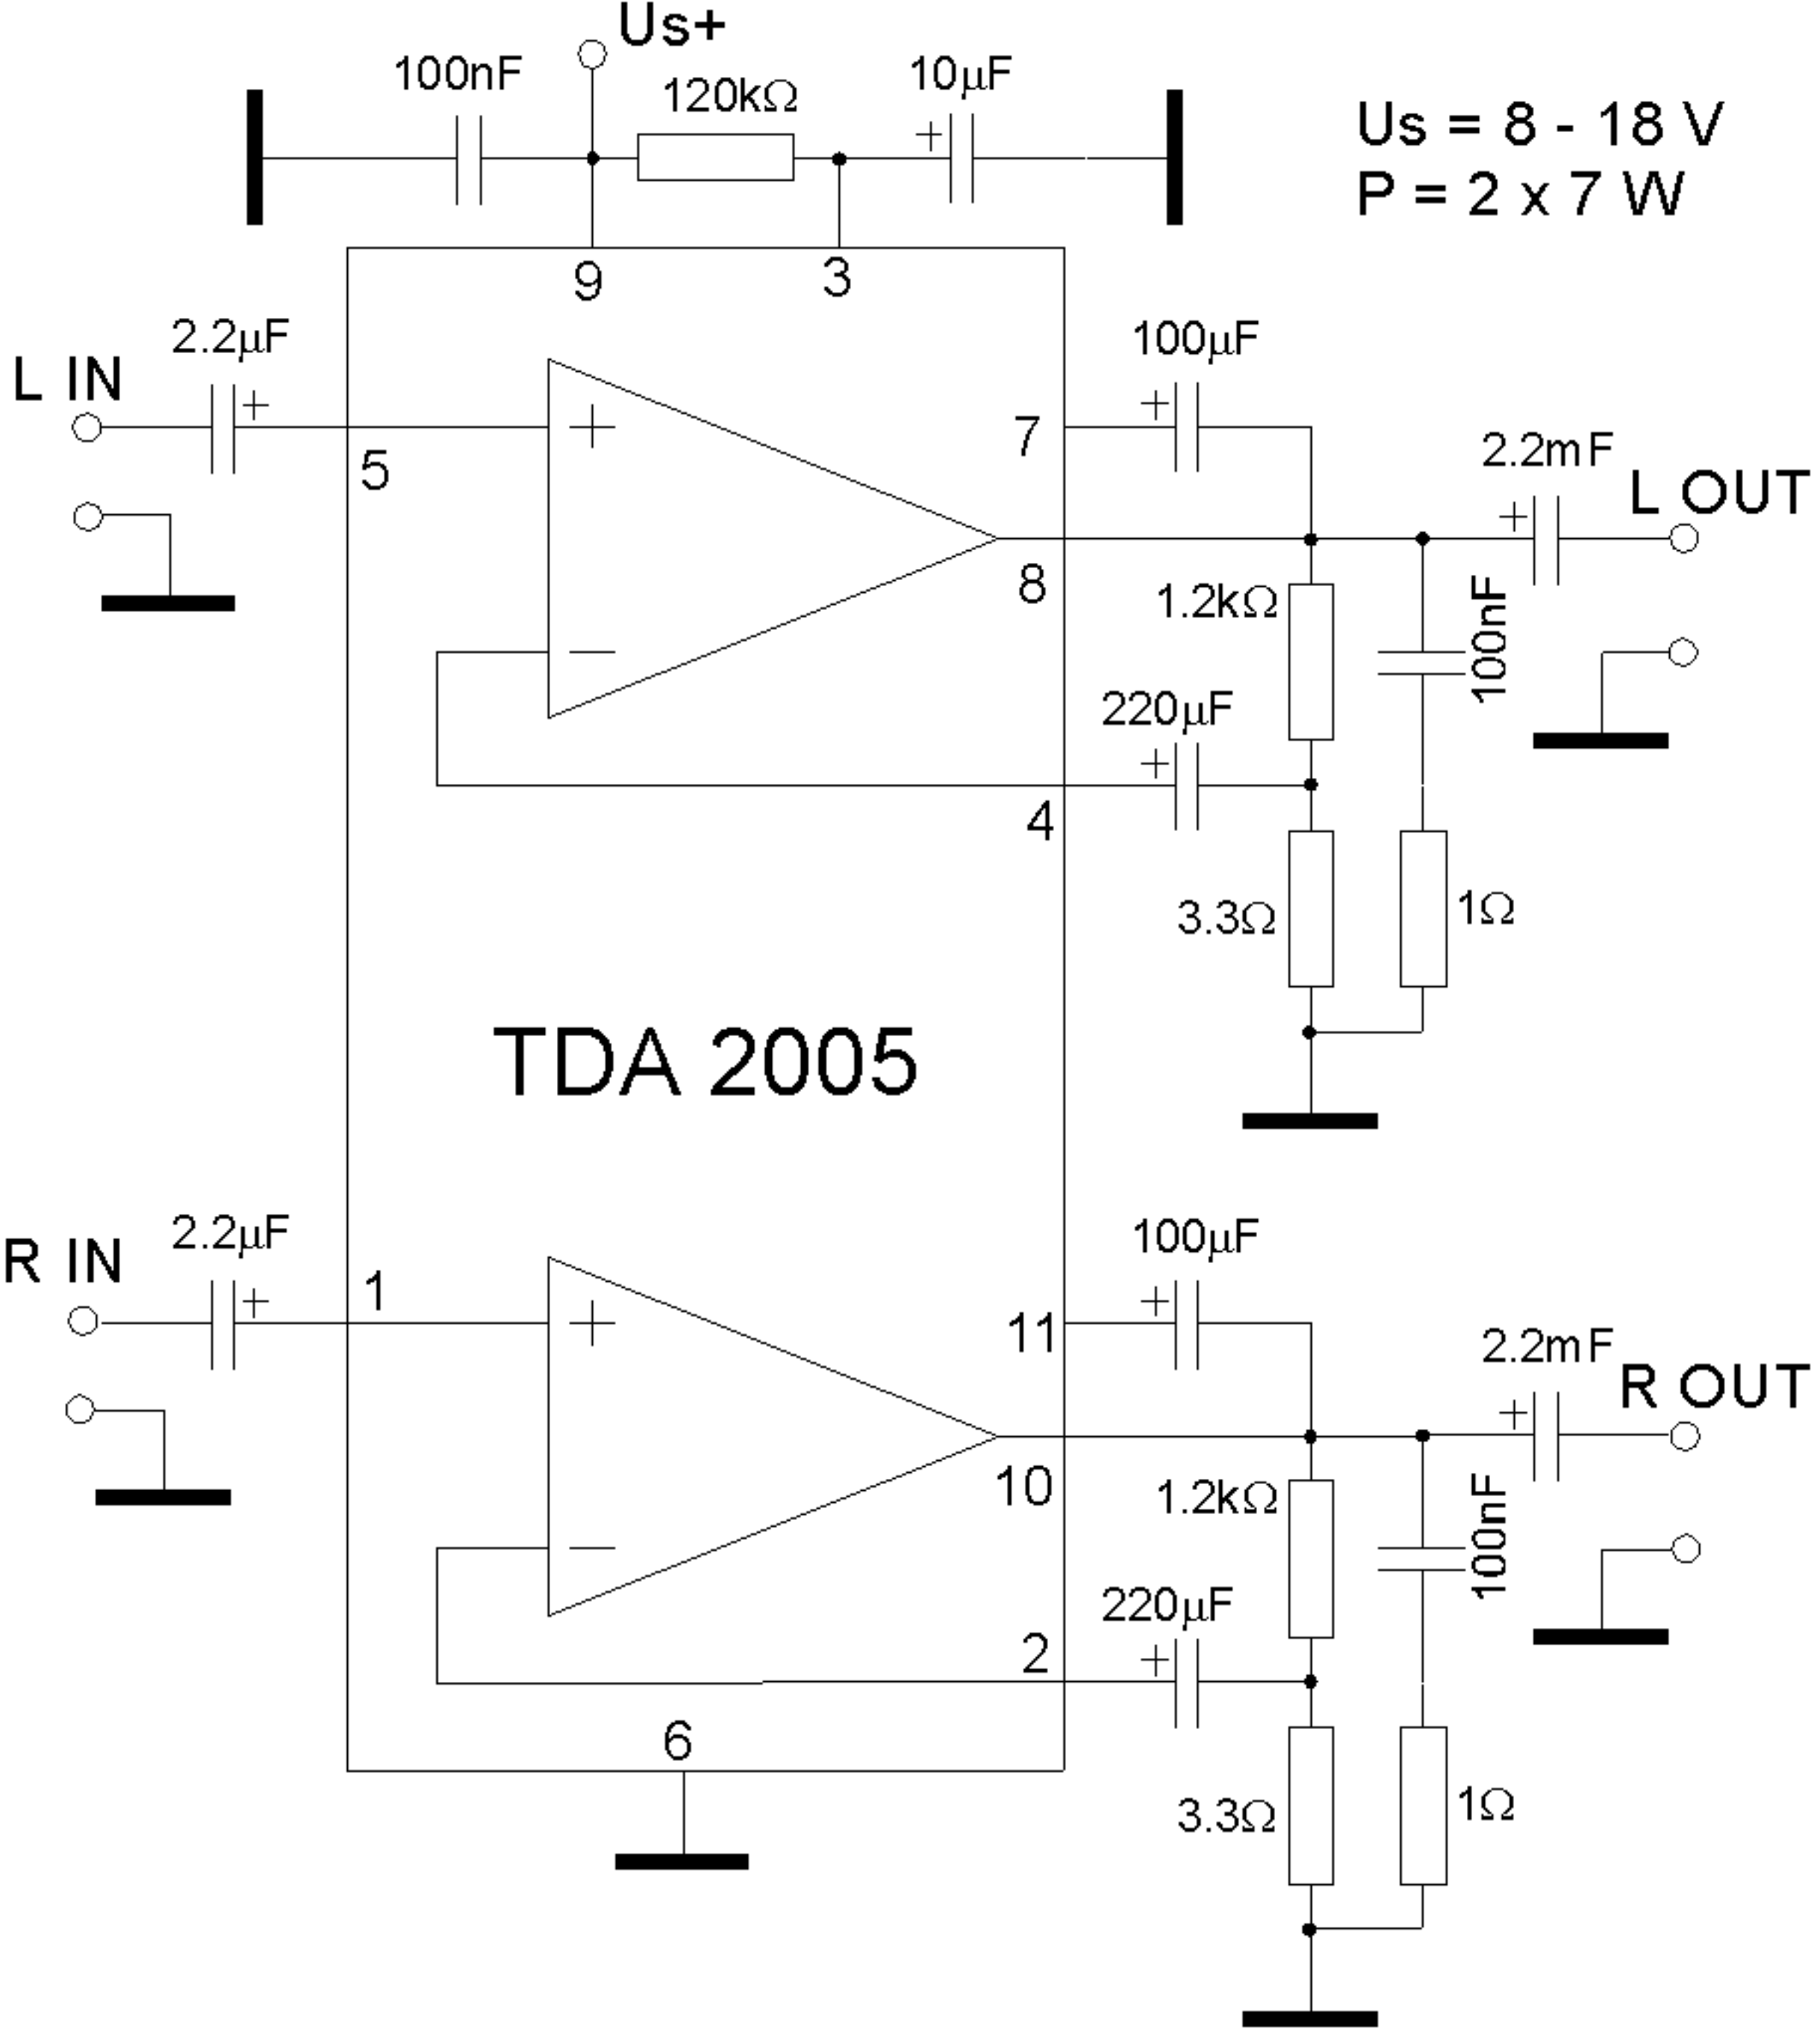 Us+
100nF
120kΩ
10µF
Us = 8 - 18 V
P = 2 x 7 W
9
3
2.2µF
L IN
+
5
+
−
100µF
+
7
2.2mF
+
L OUT
8
1.2kΩ
100nF
220µF
+
4
3.3Ω
1Ω
TDA 2005
2.2µF
R IN
+
1
+
−
100µF
+
11
2.2mF
+
R OUT
10
1.2kΩ
100nF
220µF
+
2
6
3.3Ω
1Ω